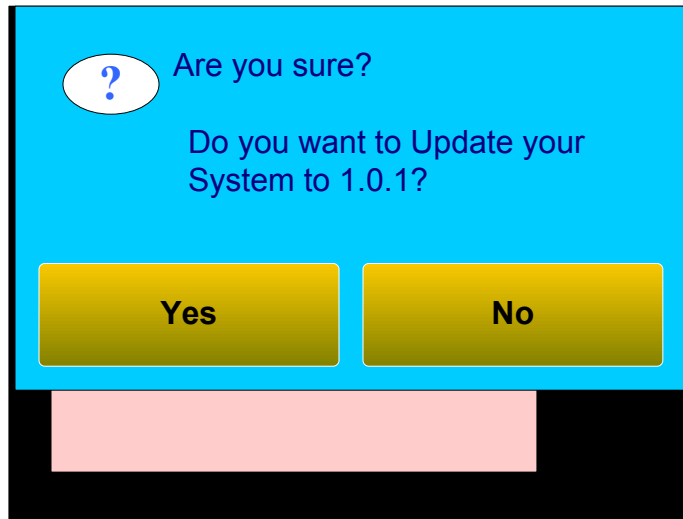 ?
Are you sure?
Do you want to Update your
System to 1.0.1?
Yes
No